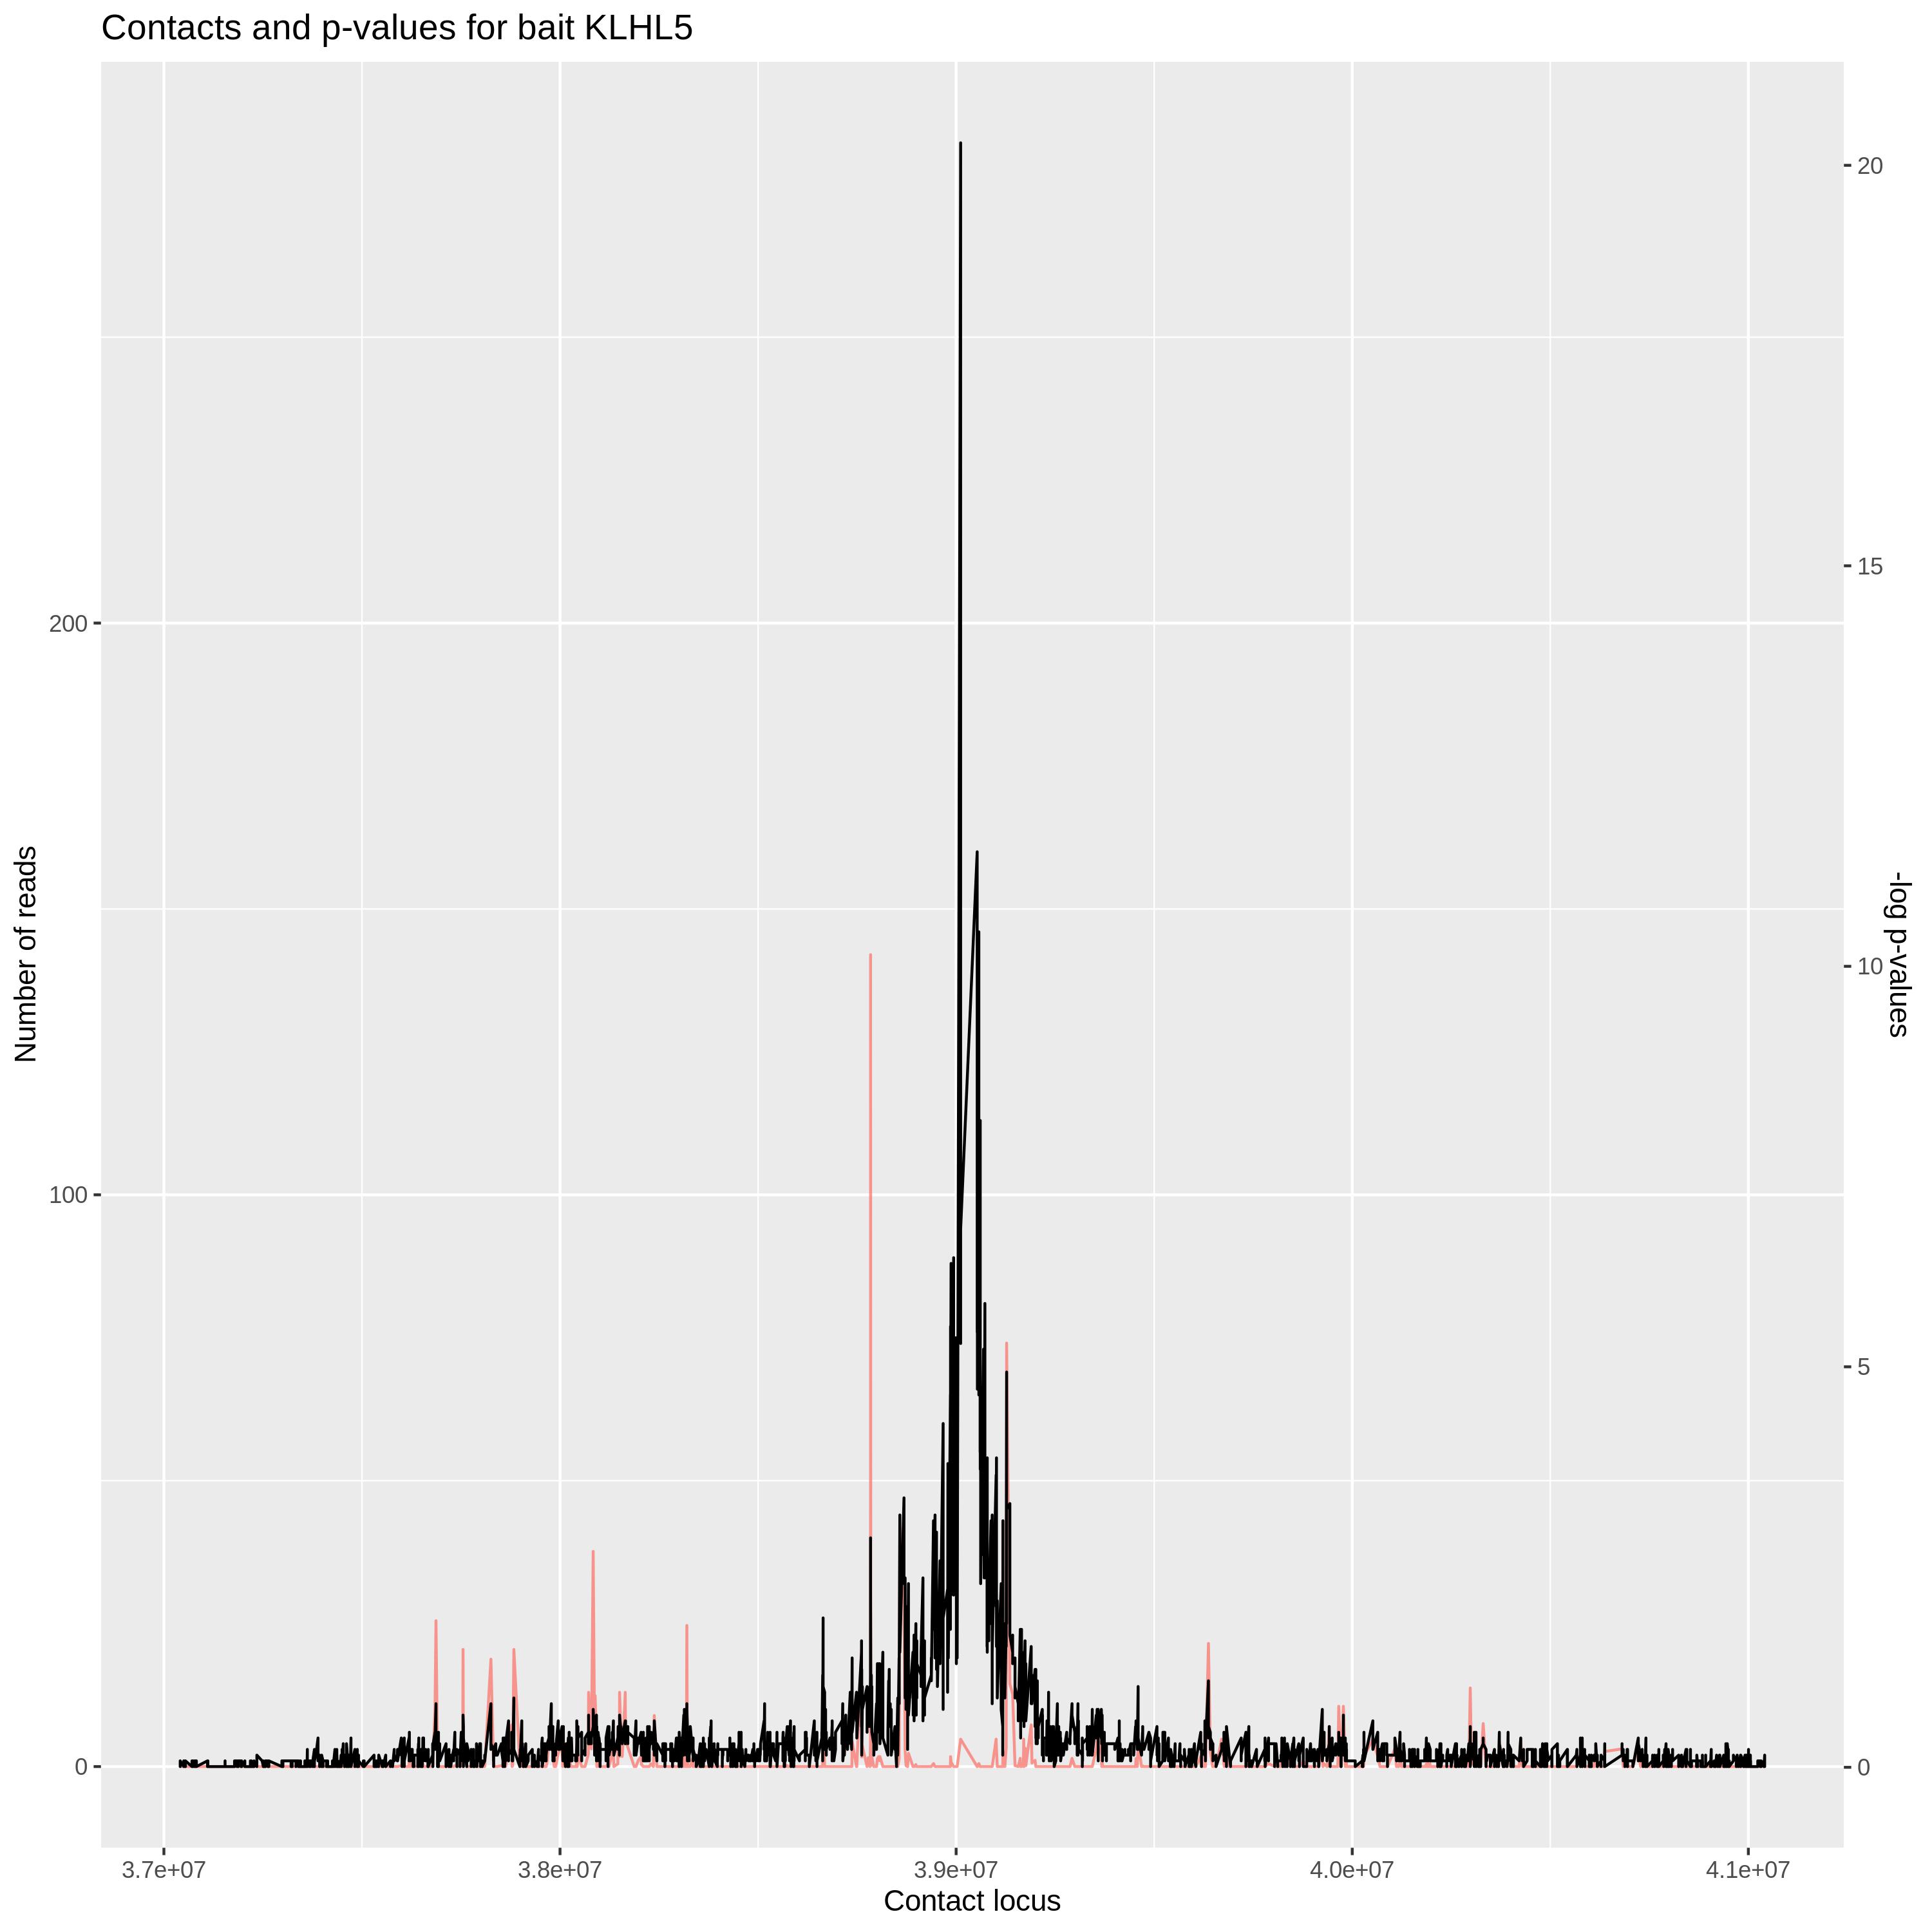 Contacts and p-values for bait KLHL5
Number of reads
200
100
0
20
15
10
5
0
-log p-values
3.7e+07 3.8e+07 3.9e+07 4.0e+07 4.1e+07
Contact locus